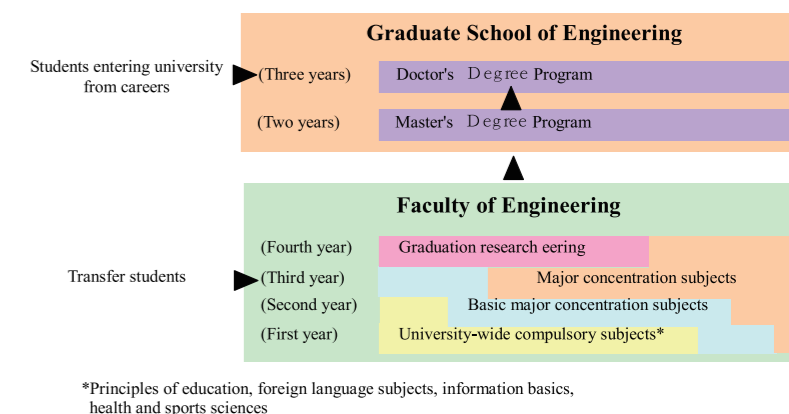 Graduate School of Engineering
Students entering university
from careers
(Three years) Doctor's Degree Program
(Two years) Master's Degree Program
Faculty of Engineering
(Fourth year) Graduation research eering
Transfer students
(Third year) Major concentration subjects
(Second year) Basic major concentration subjects
(First year) University-wide compulsory subjects*
*Principles of education, foreign language subjects, information basics,
health and sports sciences